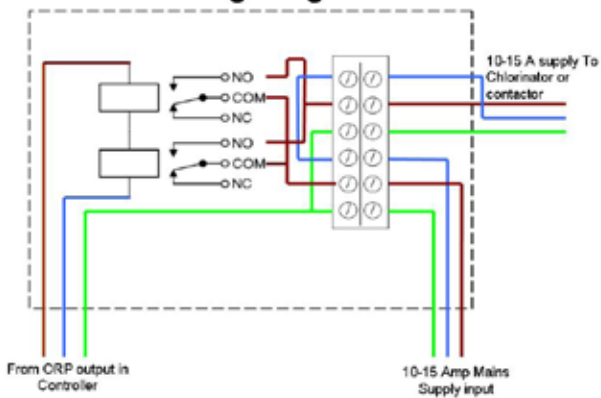 10-15 A supply To
Chlorinator or
contactor
NO
COM
NC
NO
COM
NC
From ORP output in
Controller
10-15 Amp Mains
Supply input